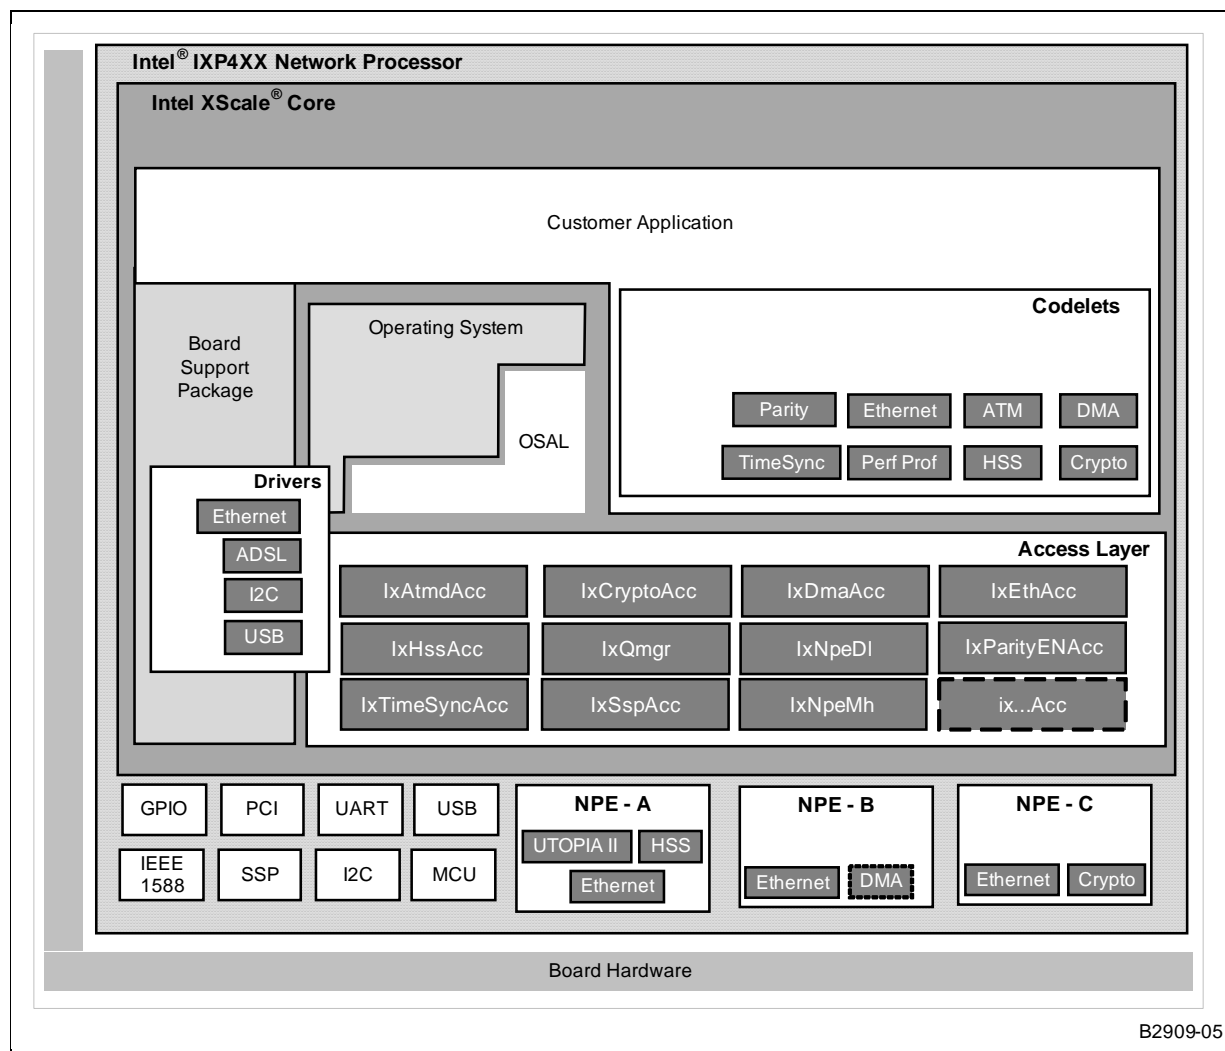 Intel® IXP4XX Network Processor
Intel XScale® Core
Customer Application
Board
Support
Package
Operating System
OSAL
Codelets
Parity Ethernet ATM DMA
TimeSync Perf Prof HSS Crypto
Drivers
Ethernet
ADSL
I2C
USB
Access Layer
IxAtmdAcc IxCryptoAcc IxDmaAcc IxEthAcc
IxHssAcc IxQmgr IxNpeDl IxParityENAcc
IxTimeSyncAcc IxSspAcc IxNpeMh ix...Acc
GPIO PCI UART USB
IEEE
1588
SSP I2C MCU
NPE - A
UTOPIA II HSS
Ethernet
NPE - B
Ethernet DMA
NPE - C
Ethernet Crypto
Board Hardware
B2909-05